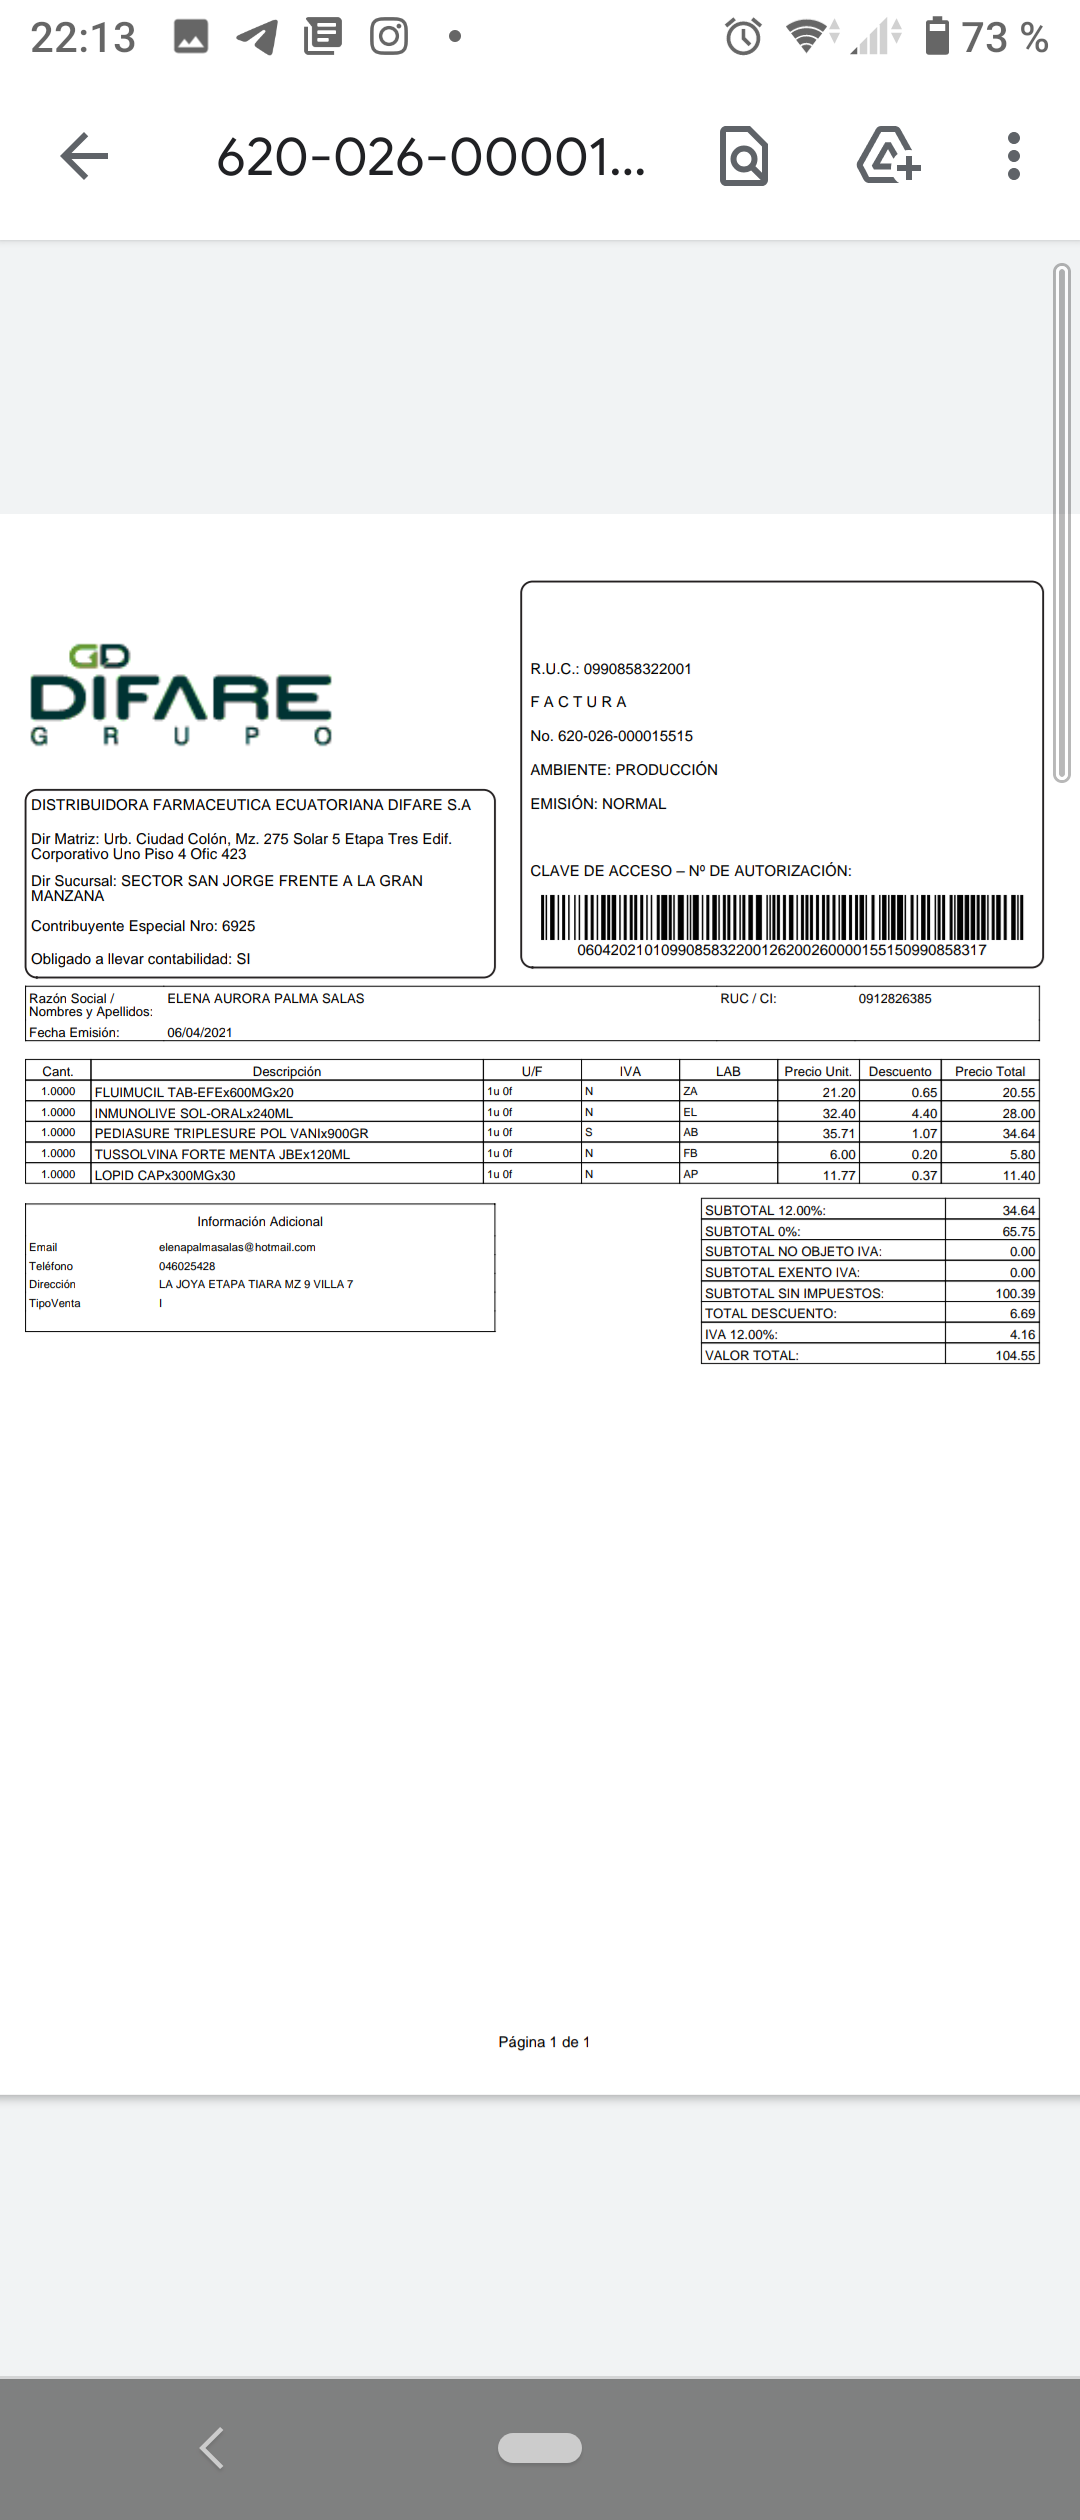 22:13
73 %
620-026-00001...
GD
DIFARE
GRUPO
R.U.C.: 0990858322001
F A C T U R A
No. 620-026-000015515
AMBIENTE: PRODUCCIÓN
EMISIÓN: NORMAL
CLAVE DE ACCESO – Nº DE AUTORIZACIÓN:
0604202101099085832200126200260000155150990858317
DISTRIBUIDORA FARMACEUTICA ECUATORIANA DIFARE S.A
Dir Matriz: Urb. Ciudad Colón, Mz. 275 Solar 5 Etapa Tres Edif.
Corporativo Uno Piso 4 Ofic 423
Dir Sucursal: SECTOR SAN JORGE FRENTE A LA GRAN
MANZANA
Contribuyente Especial Nro: 6925
Obligado a llevar contabilidad: SI
Razón Social / ELENA AURORA PALMA SALAS RUC / CI: 0912826385
Nombres y Apellidos:
Fecha Emisión: 06/04/2021
Cant. Descripción U/F IVA LAB Precio Unit. Descuento Precio Total
1.0000 FLUIMUCIL TAB-EFEx600MGx20 1u 0f N ZA 21.20 0.65 20.55
1.0000 INMUNOLIVE SOL-ORALx240ML 1u 0f N EL 32.40 4.40 28.00
1.0000 PEDIASURE TRIPLESURE POL VANIx900GR 1u 0f S AB 35.71 1.07 34.64
1.0000 TUSSOLVINA FORTE MENTA JBEx120ML 1u 0f N FB 6.00 0.20 5.80
1.0000 LOPID CAPx300MGx30 1u 0f N AP 11.77 0.37 11.40
Información Adicional
Email elenapalmasalas@hotmail.com
Teléfono 046025428
Dirección LA JOYA ETAPA TIARA MZ 9 VILLA 7
TipoVenta I
SUBTOTAL 12.00%: 34.64
SUBTOTAL 0%: 65.75
SUBTOTAL NO OBJETO IVA: 0.00
SUBTOTAL EXENTO IVA: 0.00
SUBTOTAL SIN IMPUESTOS: 100.39
TOTAL DESCUENTO: 6.69
IVA 12.00%: 4.16
VALOR TOTAL: 104.55
Página 1 de 1